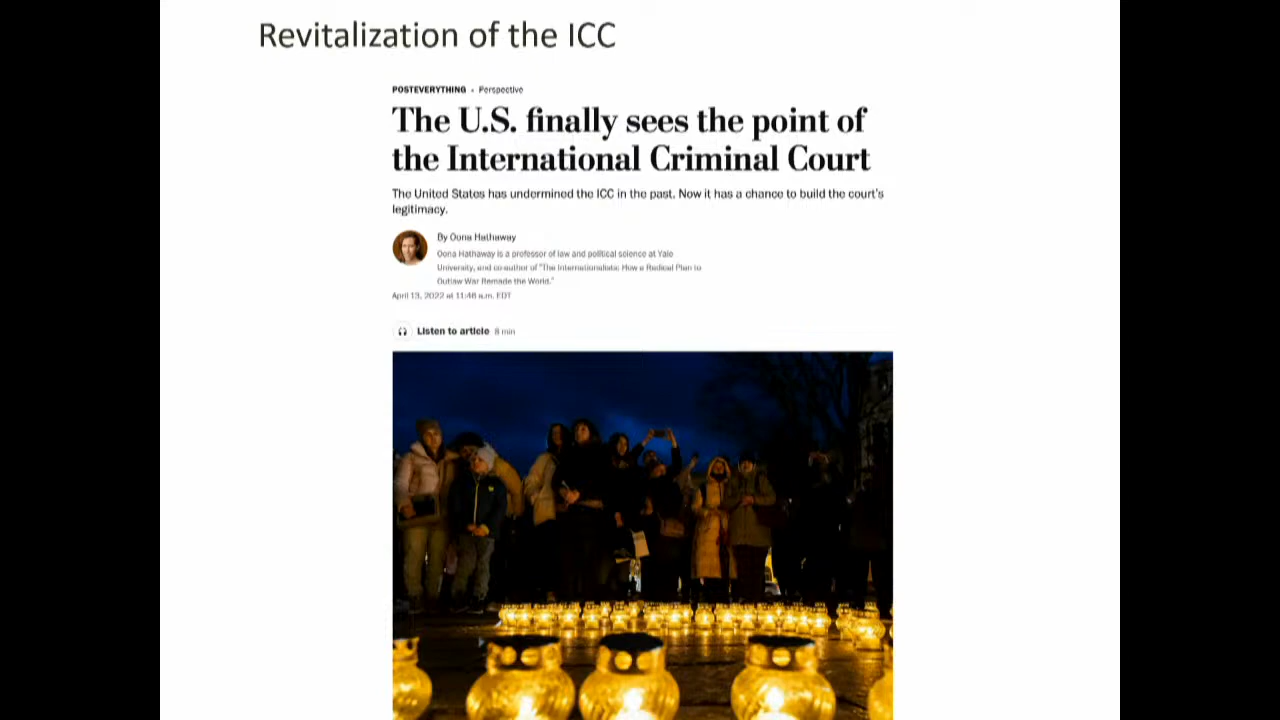 Revitalization of the ICC
POSTEVERYTHING • Perspective
The U.S. finally sees the point of
the International Criminal Court
The United States has undermined the ICC in the past. Now it has a chance to build the court's
legitimacy.
By Oona Hathaway
Oona Hathaway is a professor of law and political science at Yale
University, and co-author of "The Internationalists: How a Radical Plan to
Outlaw War Remade the World."
April 13, 2022 at 11:46 a.m. EDT
Listen to article 8 min